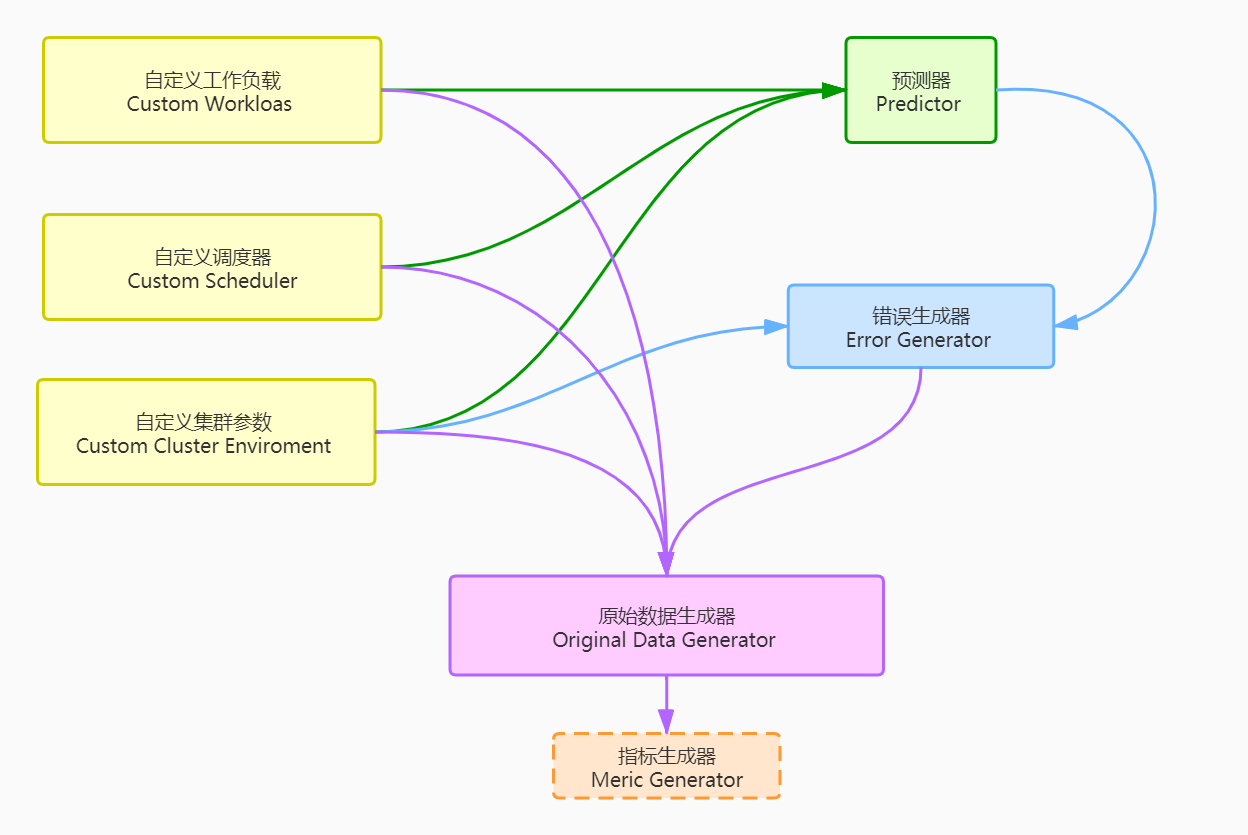 自定义工作负载
Custom Workloas
预测器
Predictor
自定义调度器
Custom Scheduler
错误生成器
Error Generator
自定义集群参数
Custom Cluster Enviroment
原始数据生成器
Original Data Generator
指标生成器
Meric Generator